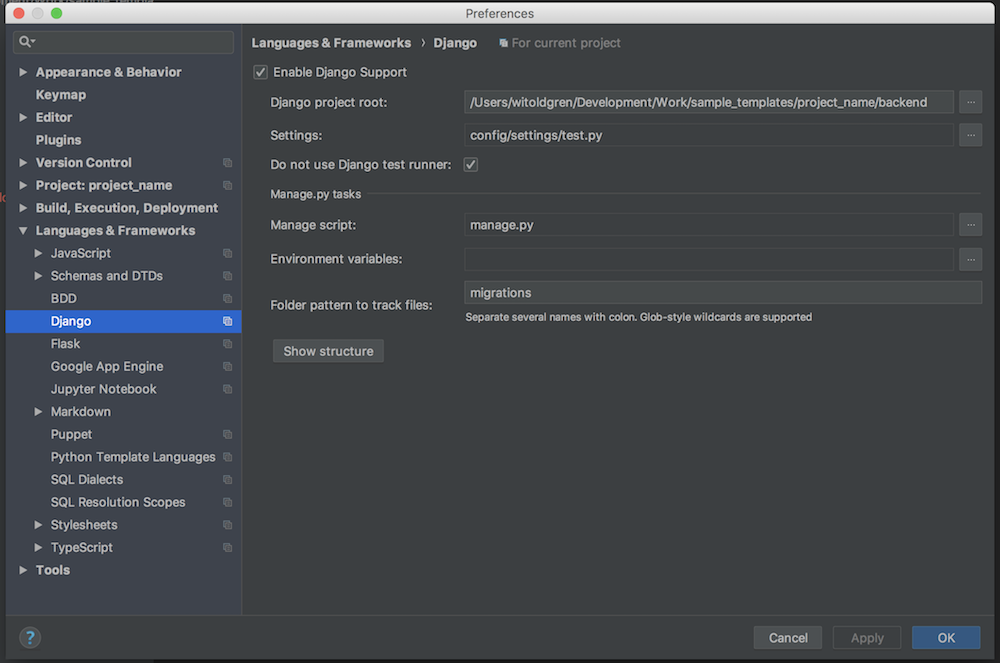 Preferences
Appearance & Behavior
Keymap
Editor
Plugins
Version Control
Project: project_name
Build, Execution, Deployment
Languages & Frameworks
JavaScript
Schemas and DTDs
BDD
Django
Flask
Google App Engine
Jupyter Notebook
Markdown
Puppet
Python Template Languages
SQL Dialects
SQL Resolution Scopes
Stylesheets
TypeScript
Tools
Languages & Frameworks › Django For current project
Enable Django Support
Django project root: /Users/witoldgren/Development/Work/sample_templates/project_name/backend ...
Settings: config/settings/test.py ...
Do not use Django test runner:
Manage.py tasks
Manage script: manage.py ...
Environment variables: ...
Folder pattern to track files: migrations
Separate several names with colon. Glob-style wildcards are supported
Show structure
? Cancel Apply OK